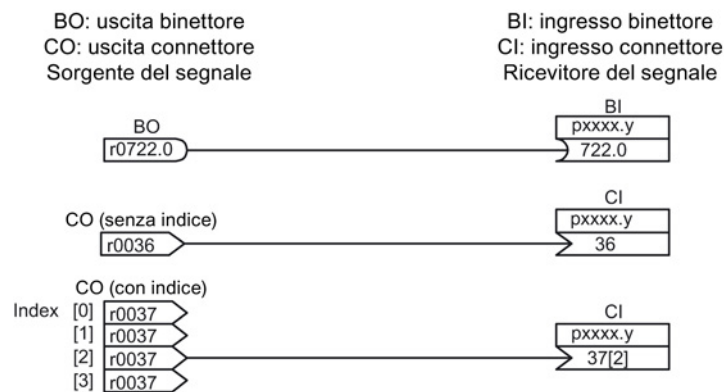 BO: uscita binettore
CO: uscita connettore
Sorgente del segnale
BI: ingresso binettore
CI: ingresso connettore
Ricevitore del segnale
BO
r0722.0
BI
pxxxx.y
722.0
CO (senza indice)
r0036
CI
pxxxx.y
36
CO (con indice)
Index [0] r0037
[1] r0037
[2] r0037
[3] r0037
CI
pxxxx.y
37[2]